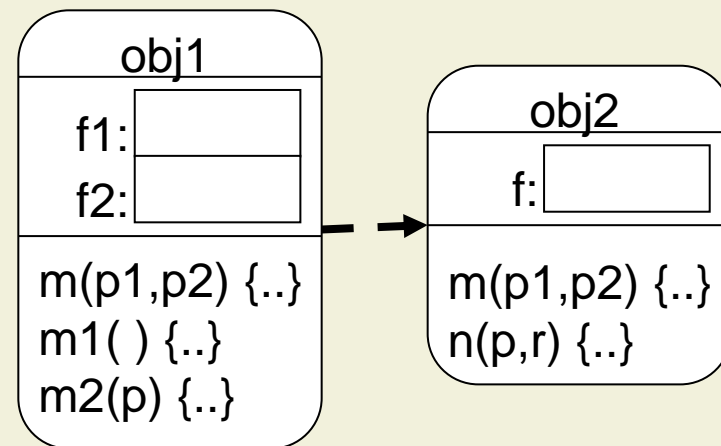 obj1
f1:
f2:
m(p1,p2) {..}
m1( ) {..}
m2(p) {..}
obj2
f:
m(p1,p2) {..}
n(p,r) {..}